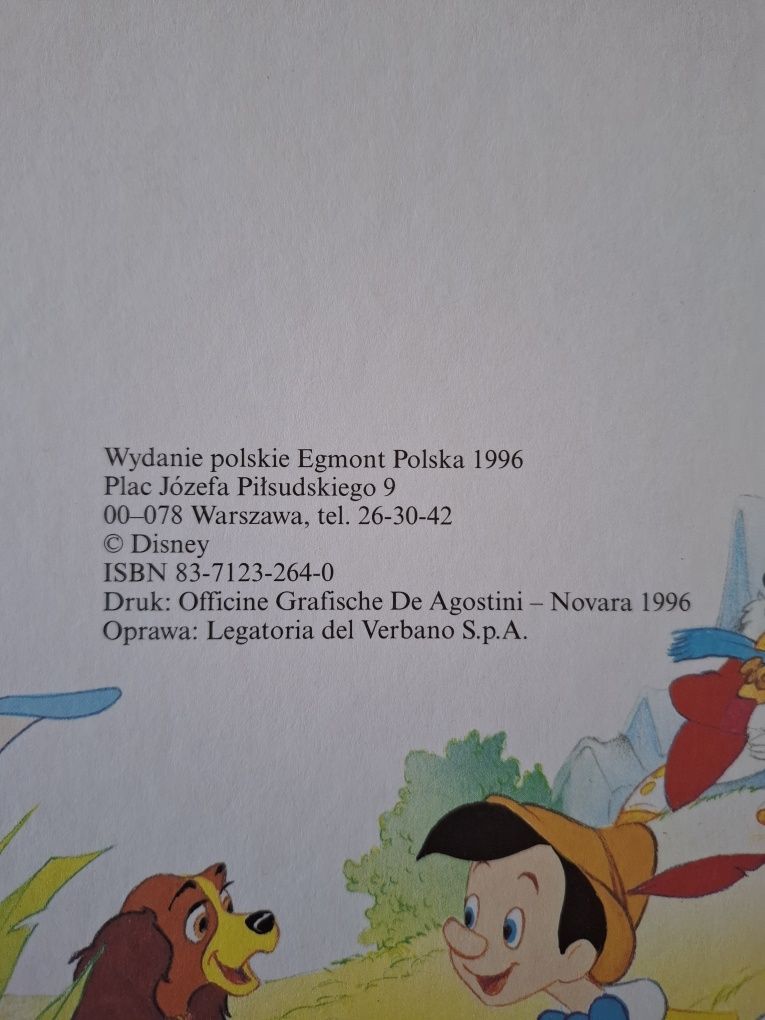 Wydanie polskie Egmont Polska 1996
Plac Józefa Piłsudskiego 9
00–078 Warszawa, tel. 26-30-42
© Disney
ISBN 83-7123-264-0
Druk: Officine Grafische De Agostini – Novara 1996
Oprawa: Legatoria del Verbano S.p.A.